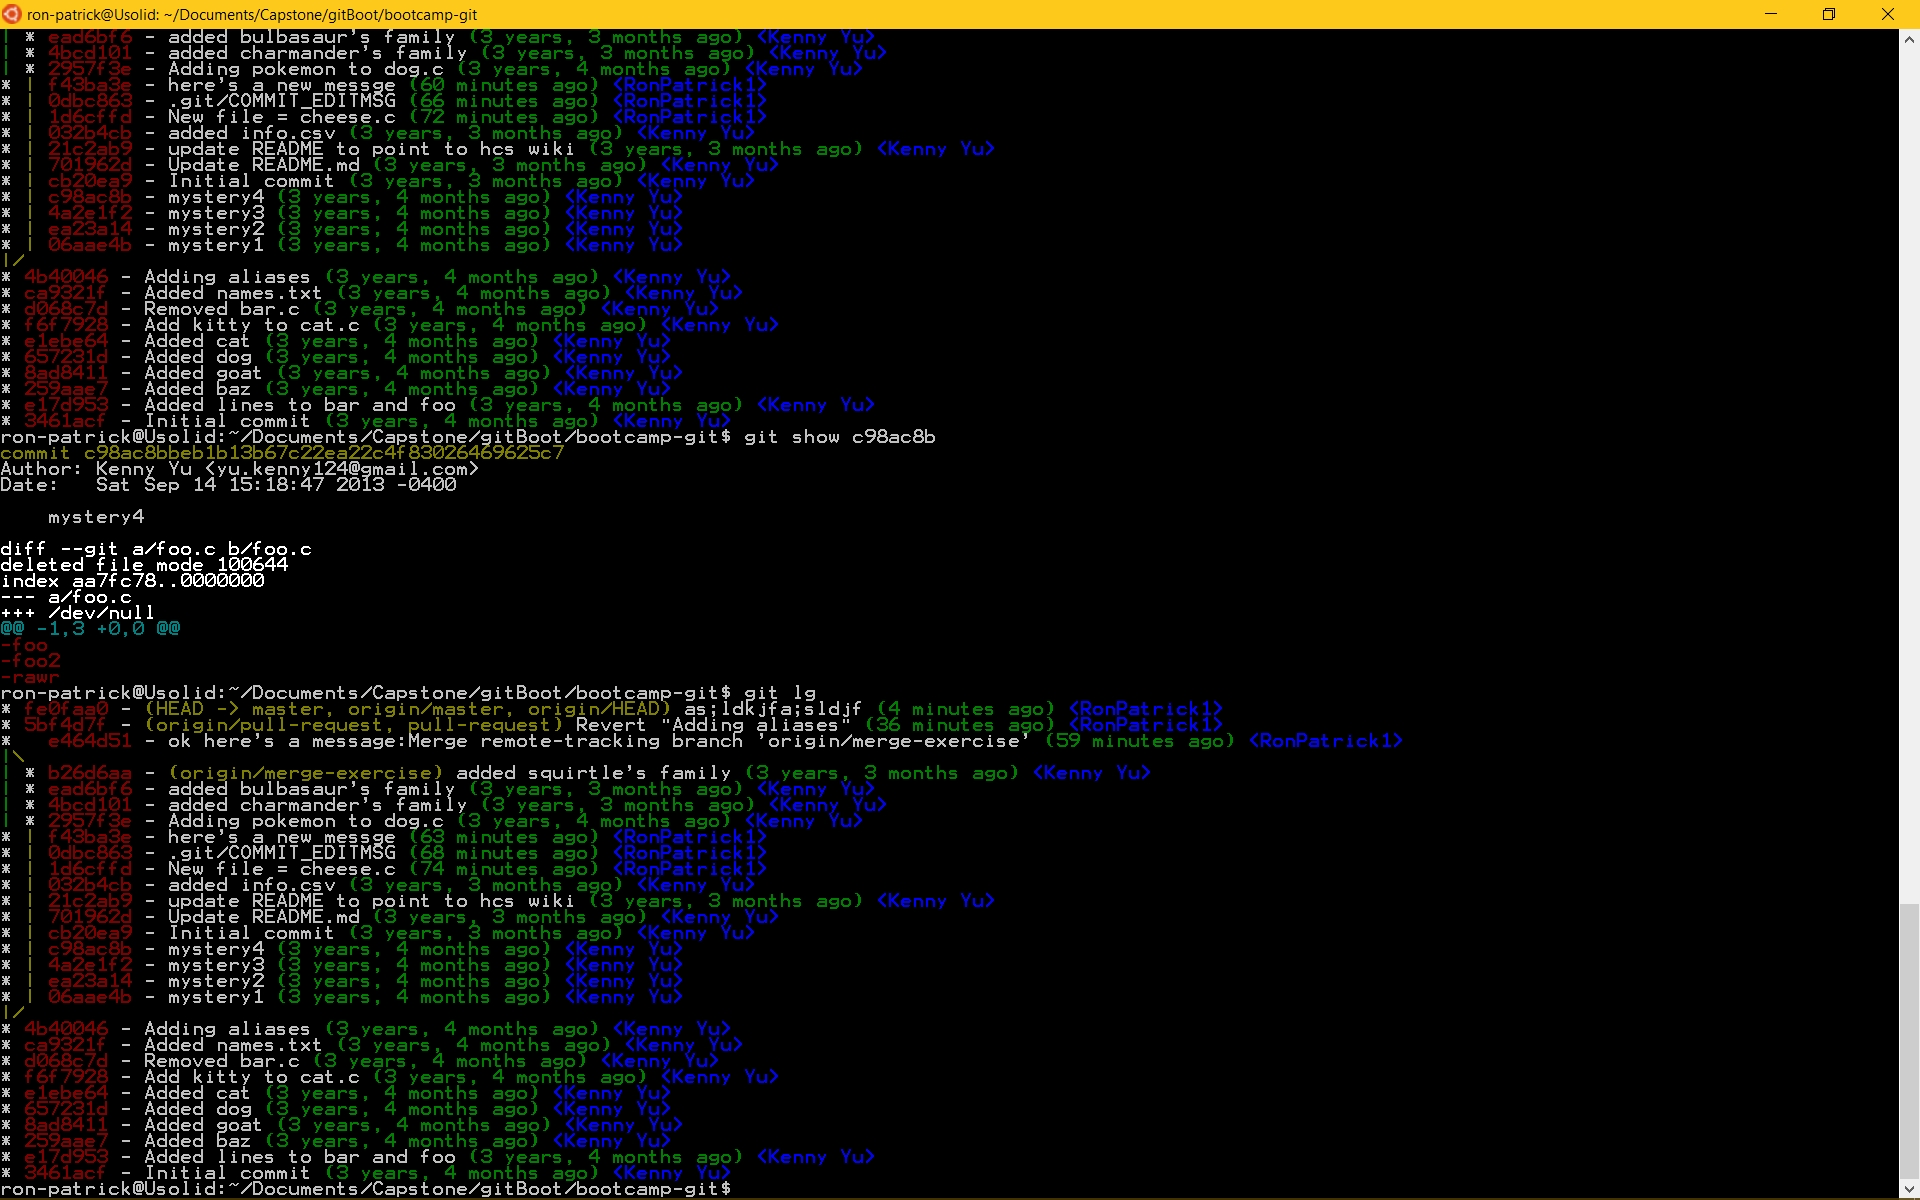 ron-patrick@Usolid: ~/Documents/Capstone/gitBoot/bootcamp-git
| * ead6bf6 - added bulbasaur's family (3 years, 3 months ago) <Kenny Yu>
| * 4bcd101 - added charmander's family (3 years, 3 months ago) <Kenny Yu>
| * 2957f3e - Adding pokemon to dog.c (3 years, 4 months ago) <Kenny Yu>
* | f43ba3e - here's a new messge (60 minutes ago) <RonPatrick1>
* | 0dbc863 - .git/COMMIT_EDITMSG (66 minutes ago) <RonPatrick1>
* | 1d6cffd - New file = cheese.c (72 minutes ago) <RonPatrick1>
* | 032b4cb - added info.csv (3 years, 3 months ago) <Kenny Yu>
* | 21c2ab9 - update README to point to hcs wiki (3 years, 3 months ago) <Kenny Yu>
* | 701962d - Update README.md (3 years, 3 months ago) <Kenny Yu>
* | cb20ea9 - Initial commit (3 years, 3 months ago) <Kenny Yu>
* | c98ac8b - mystery4 (3 years, 4 months ago) <Kenny Yu>
* | 4a2e1f2 - mystery3 (3 years, 4 months ago) <Kenny Yu>
* | ea23a14 - mystery2 (3 years, 4 months ago) <Kenny Yu>
* | 06aae4b - mystery1 (3 years, 4 months ago) <Kenny Yu>
|/
* 4b40046 - Adding aliases (3 years, 4 months ago) <Kenny Yu>
* ca9321f - Added names.txt (3 years, 4 months ago) <Kenny Yu>
* d068c7d - Removed bar.c (3 years, 4 months ago) <Kenny Yu>
* f6f7928 - Add kitty to cat.c (3 years, 4 months ago) <Kenny Yu>
* e1ebe64 - Added cat (3 years, 4 months ago) <Kenny Yu>
* 657231d - Added dog (3 years, 4 months ago) <Kenny Yu>
* 8ad8411 - Added goat (3 years, 4 months ago) <Kenny Yu>
* 259aae7 - Added baz (3 years, 4 months ago) <Kenny Yu>
* e17d953 - Added lines to bar and foo (3 years, 4 months ago) <Kenny Yu>
* 3461acf - Initial commit (3 years, 4 months ago) <Kenny Yu>
ron-patrick@Usolid:~/Documents/Capstone/gitBoot/bootcamp-git$ git show c98ac8b
commit c98ac8bbeb1b13b67c22ea22c4f83026469625c7
Author: Kenny Yu <yu.kenny124@gmail.com>
Date:   Sat Sep 14 15:18:47 2013 -0400
    mystery4
diff --git a/foo.c b/foo.c
deleted file mode 100644
index aa7fc78..0000000
--- a/foo.c
+++ /dev/null
@@ -1,3 +0,0 @@
-foo
-foo2
-rawr
ron-patrick@Usolid:~/Documents/Capstone/gitBoot/bootcamp-git$ git lg
* fe0faa0 - (HEAD -> master, origin/master, origin/HEAD) as;ldkjfa;sldjf (4 minutes ago) <RonPatrick1>
* 5bf4d7f - (origin/pull-request, pull-request) Revert "Adding aliases" (36 minutes ago) <RonPatrick1>
*   e464d51 - ok here's a message:Merge remote-tracking branch 'origin/merge-exercise' (59 minutes ago) <RonPatrick1>
|\
| * b26d6aa - (origin/merge-exercise) added squirtle's family (3 years, 3 months ago) <Kenny Yu>
| * ead6bf6 - added bulbasaur's family (3 years, 3 months ago) <Kenny Yu>
| * 4bcd101 - added charmander's family (3 years, 3 months ago) <Kenny Yu>
| * 2957f3e - Adding pokemon to dog.c (3 years, 4 months ago) <Kenny Yu>
* | f43ba3e - here's a new messge (63 minutes ago) <RonPatrick1>
* | 0dbc863 - .git/COMMIT_EDITMSG (68 minutes ago) <RonPatrick1>
* | 1d6cffd - New file = cheese.c (74 minutes ago) <RonPatrick1>
* | 032b4cb - added info.csv (3 years, 3 months ago) <Kenny Yu>
* | 21c2ab9 - update README to point to hcs wiki (3 years, 3 months ago) <Kenny Yu>
* | 701962d - Update README.md (3 years, 3 months ago) <Kenny Yu>
* | cb20ea9 - Initial commit (3 years, 3 months ago) <Kenny Yu>
* | c98ac8b - mystery4 (3 years, 4 months ago) <Kenny Yu>
* | 4a2e1f2 - mystery3 (3 years, 4 months ago) <Kenny Yu>
* | ea23a14 - mystery2 (3 years, 4 months ago) <Kenny Yu>
* | 06aae4b - mystery1 (3 years, 4 months ago) <Kenny Yu>
|/
* 4b40046 - Adding aliases (3 years, 4 months ago) <Kenny Yu>
* ca9321f - Added names.txt (3 years, 4 months ago) <Kenny Yu>
* d068c7d - Removed bar.c (3 years, 4 months ago) <Kenny Yu>
* f6f7928 - Add kitty to cat.c (3 years, 4 months ago) <Kenny Yu>
* e1ebe64 - Added cat (3 years, 4 months ago) <Kenny Yu>
* 657231d - Added dog (3 years, 4 months ago) <Kenny Yu>
* 8ad8411 - Added goat (3 years, 4 months ago) <Kenny Yu>
* 259aae7 - Added baz (3 years, 4 months ago) <Kenny Yu>
* e17d953 - Added lines to bar and foo (3 years, 4 months ago) <Kenny Yu>
* 3461acf - Initial commit (3 years, 4 months ago) <Kenny Yu>
ron-patrick@Usolid:~/Documents/Capstone/gitBoot/bootcamp-git$